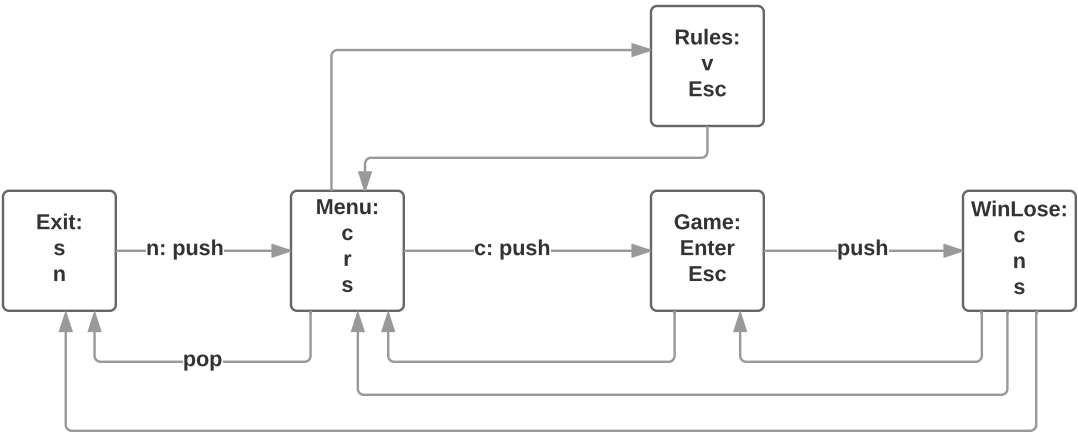 Rules:
v
Esc
Exit:
s
n
n: push
Menu:
c
r
s
c: push
Game:
Enter
Esc
push
WinLose:
c
n
s
pop